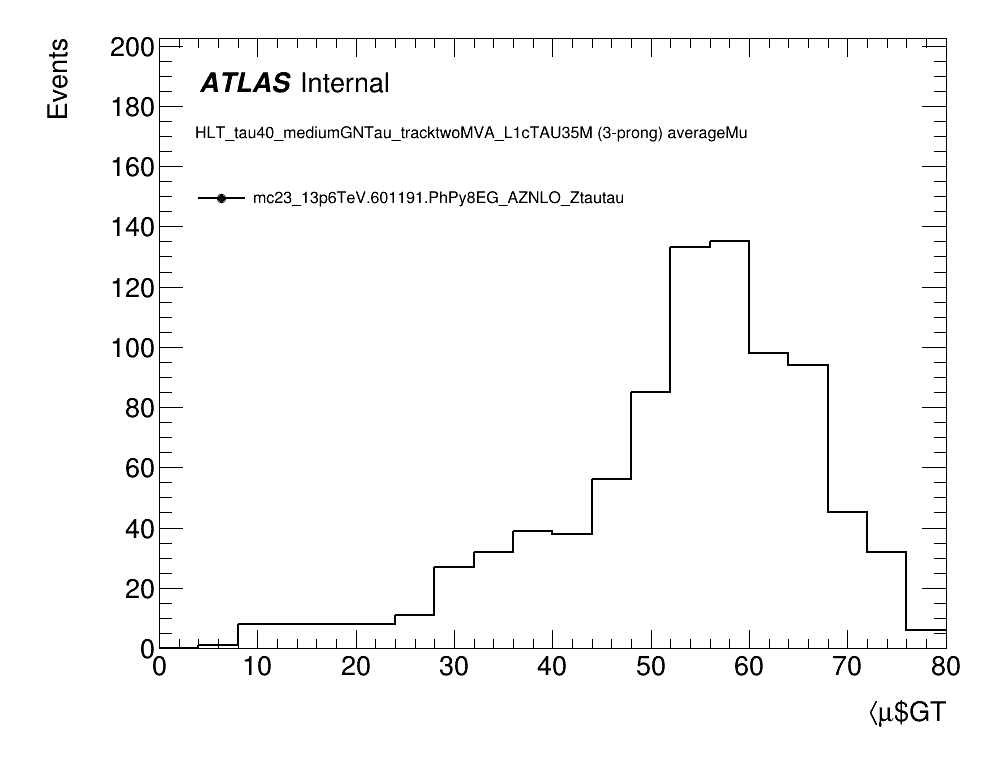 Events
200
180
160
140
120
100
80
60
40
20
0
ATLAS Internal
HLT_tau40_mediumGNTau_tracktwoMVA_L1cTAU35M (3-prong) averageMu
mc23_13p6TeV.601191.PhPy8EG_AZNLO_Ztautau
0 10 20 30 40 50 60 70 80
⟨μ$GT